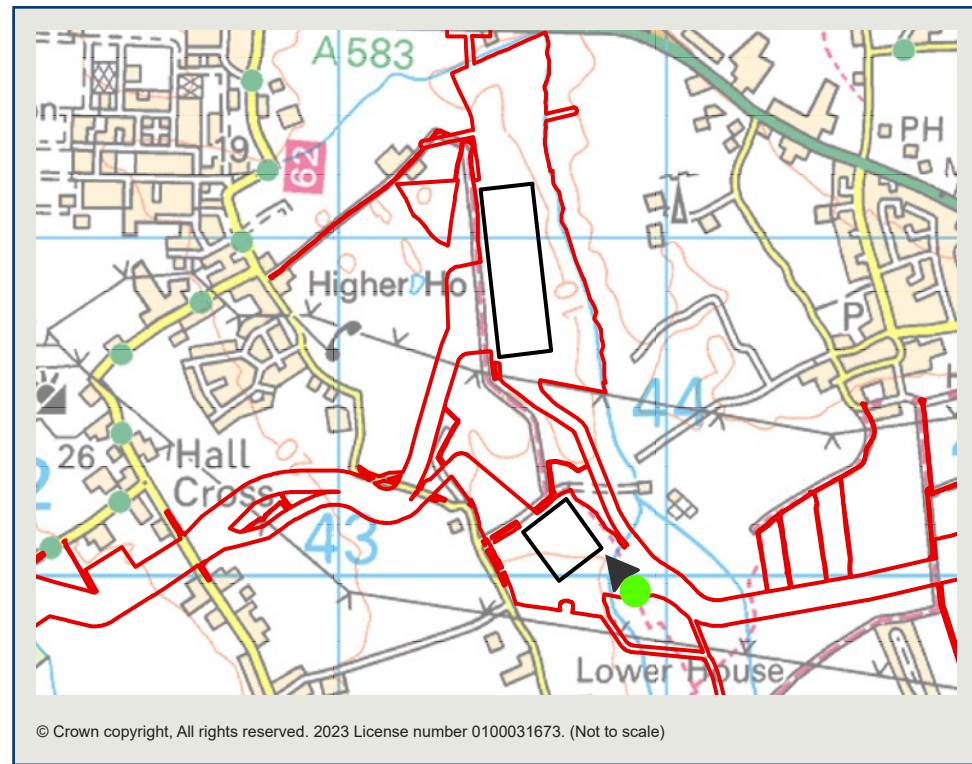 A 583
19
62
PH
Higher Ho
P
44
26
Hall
Cross
43
Lower House
© Crown copyright, All rights reserved. 2023 License number 0100031673. (Not to scale)